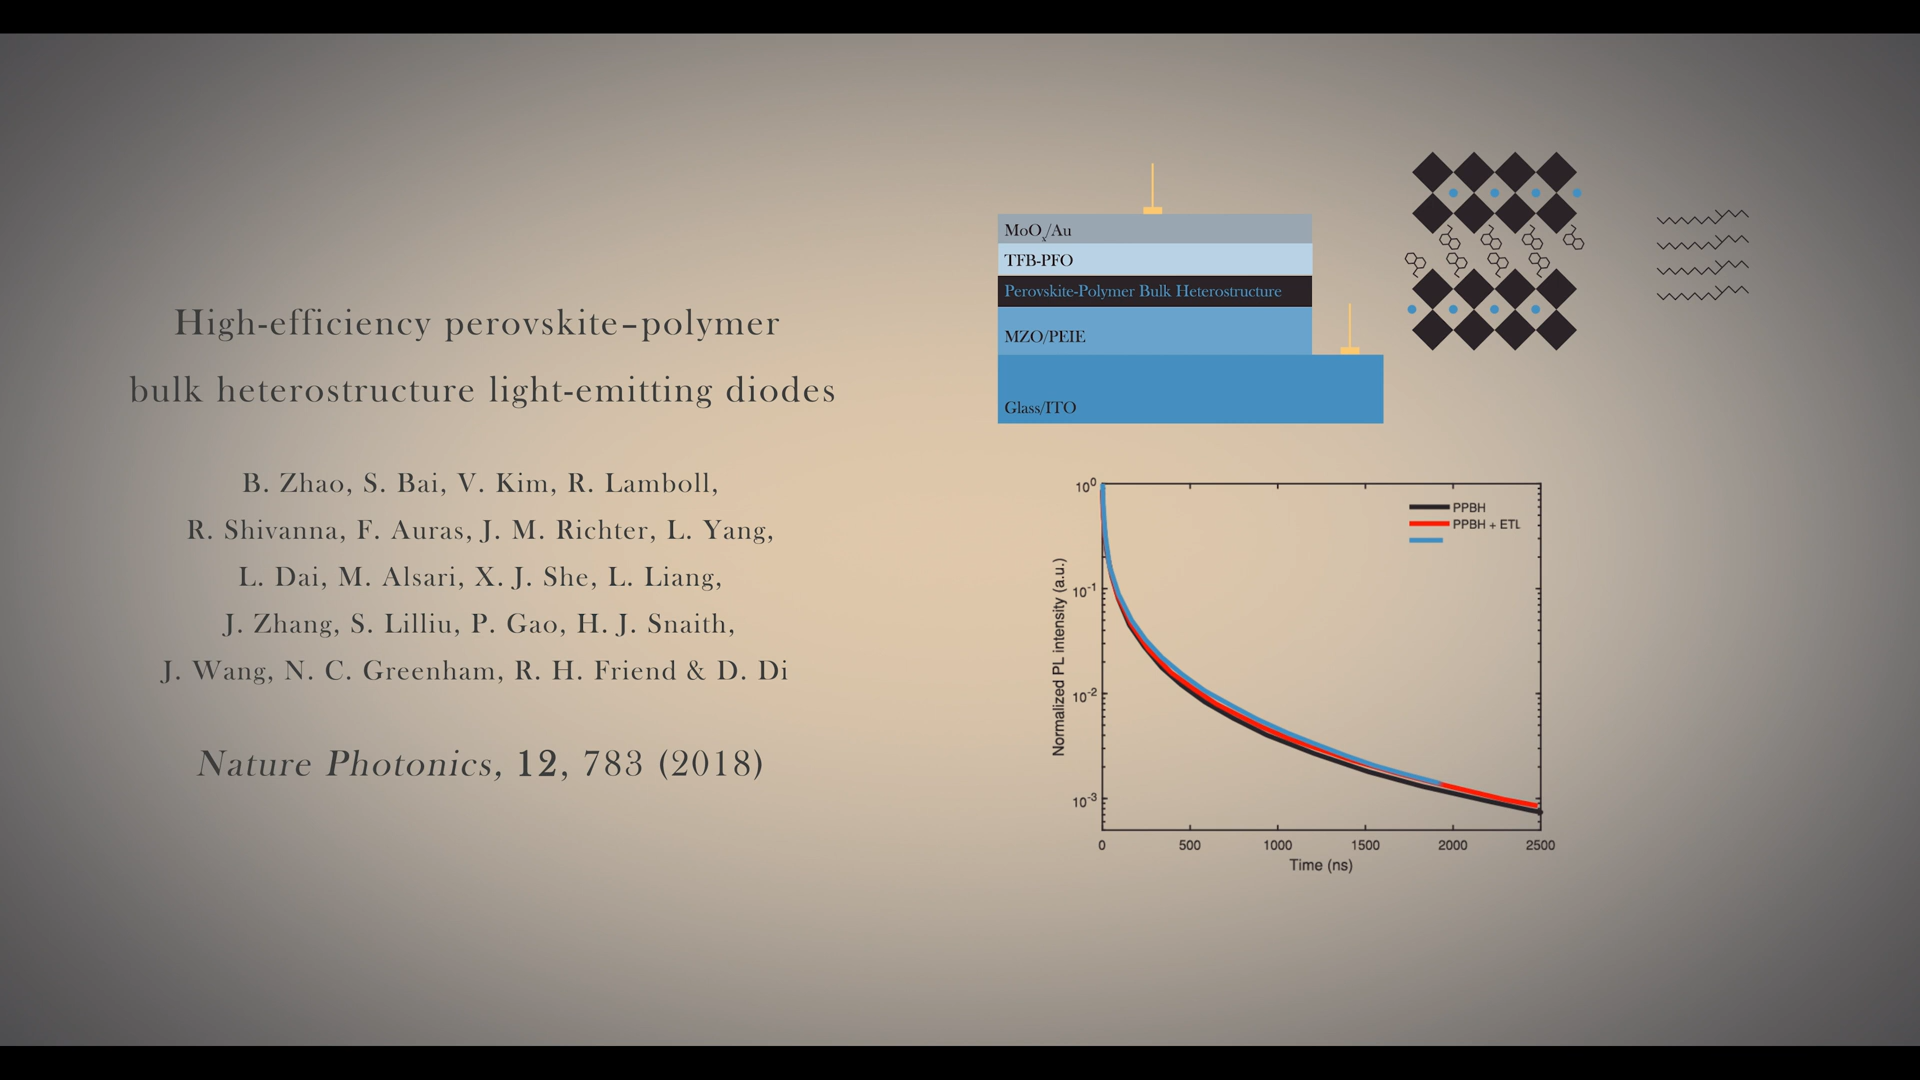 High-efficiency perovskite–polymer
bulk heterostructure light-emitting diodes
B. Zhao, S. Bai, V. Kim, R. Lamboll,
R. Shivanna, F. Auras, J. M. Richter, L. Yang,
L. Dai, M. Alsari, X. J. She, L. Liang,
J. Zhang, S. Lilliu, P. Gao, H. J. Snaith,
J. Wang, N. C. Greenham, R. H. Friend & D. Di
Nature Photonics, 12, 783 (2018)
MoOx/Au
TFB-PFO
Perovskite-Polymer Bulk Heterostructure
MZO/PEIE
Glass/ITO
PPBH
PPBH + ETL
Normalized PL intensity (a.u.)
10^0
10^-1
10^-2
10^-3
0 500 1000 1500 2000 2500
Time (ns)